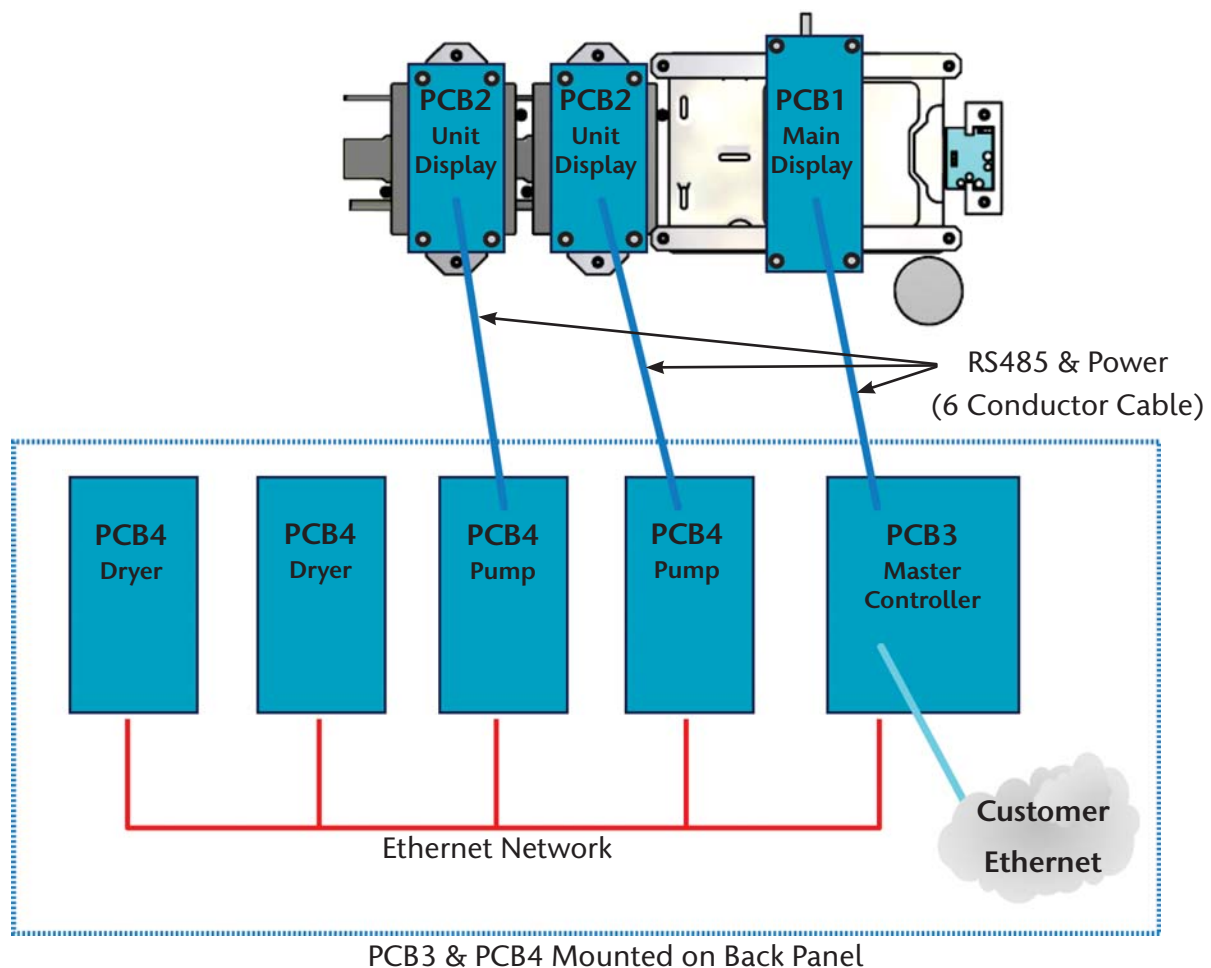 PCB2
Unit
Display
PCB2
Unit
Display
PCB1
Main
Display
RS485 & Power
(6 Conductor Cable)
PCB4
Dryer
PCB4
Dryer
PCB4
Pump
PCB4
Pump
PCB3
Master
Controller
Customer
Ethernet
Ethernet Network
PCB3 & PCB4 Mounted on Back Panel